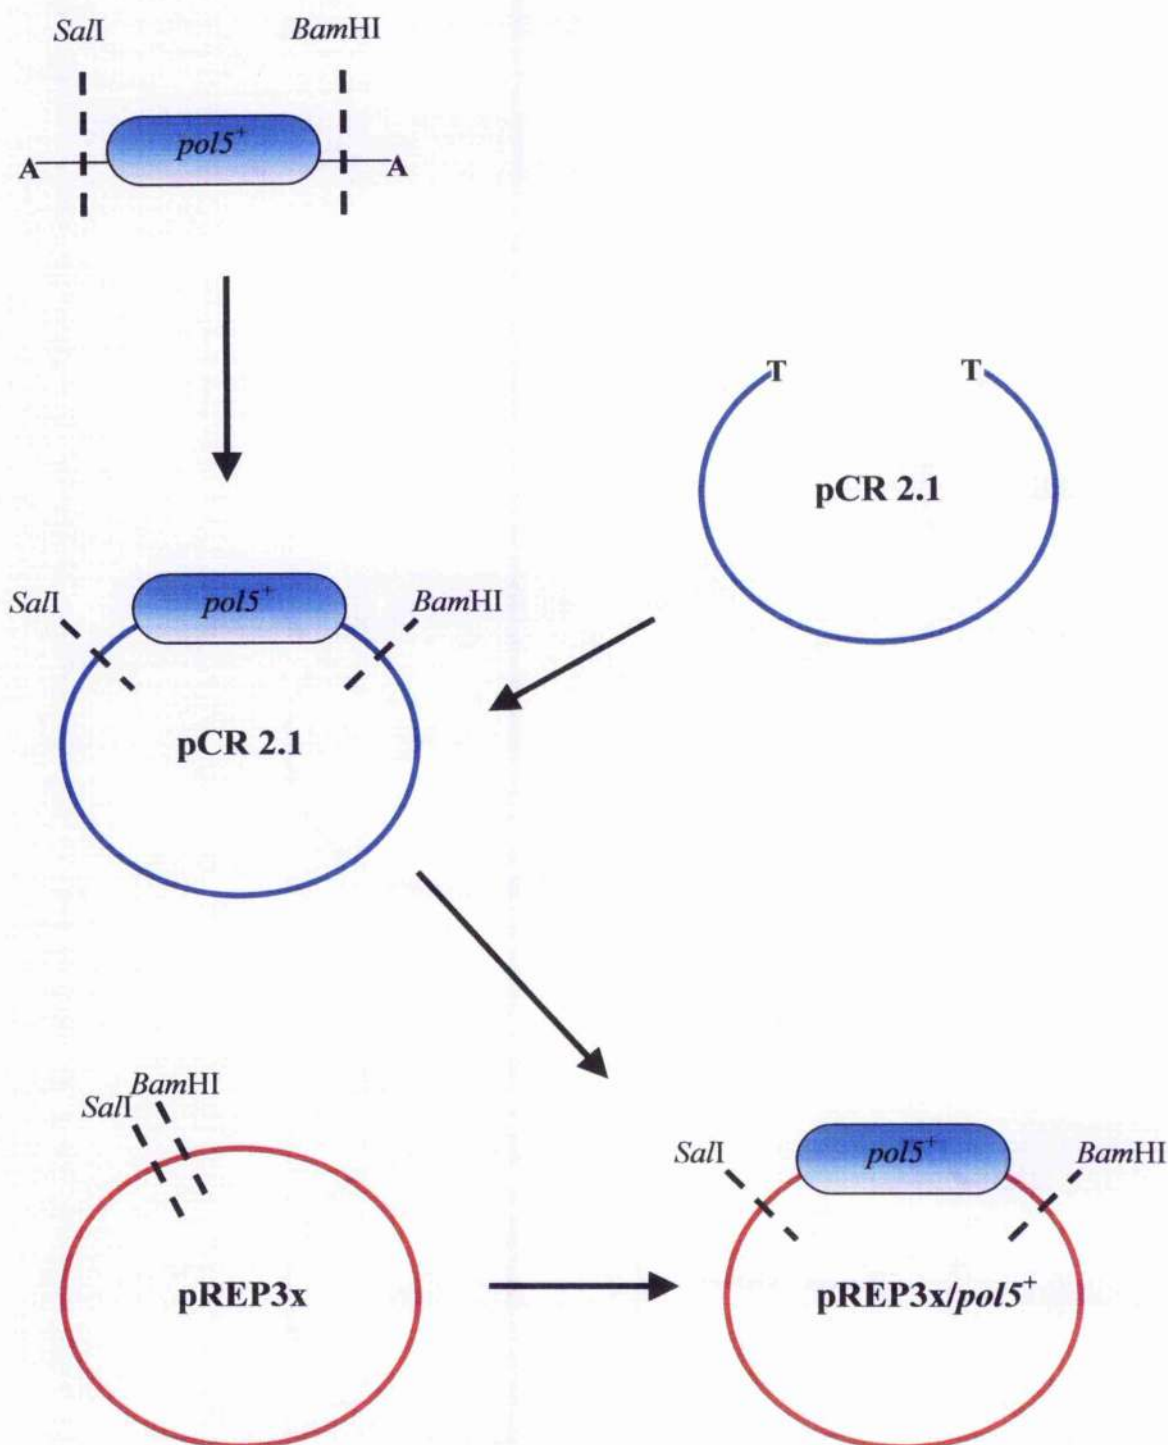 SalI
BamHI
pol5⁺
A
A
T
T
pCR 2.1
SalI
pol5⁺
BamHI
pCR 2.1
BamHI
SalI
pREP3x
SalI
pol5⁺
BamHI
pREP3x/pol5⁺